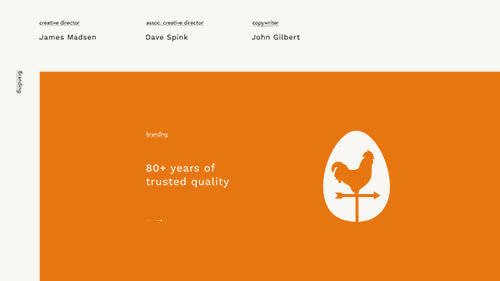 creative director
assoc. creative director
copywriter
James Madsen
Dave Spink
John Gilbert
Branding
branding
80+ years of
trusted quality